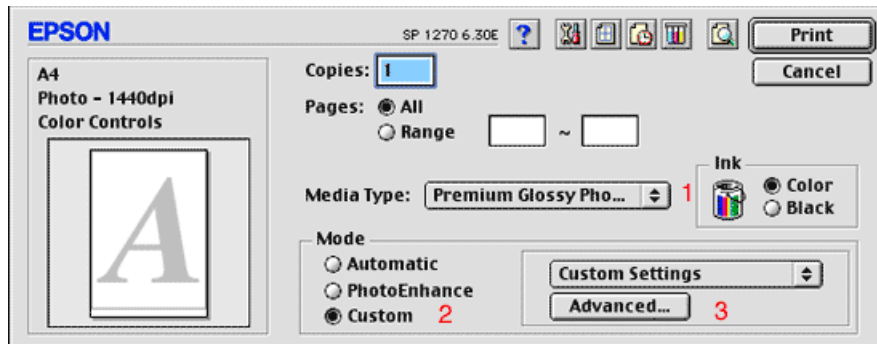 EPSON
SP 1270 6.30E ? Print
A4
Photo - 1440dpi
Color Controls
A
Copies: 1
Cancel
Pages: All
Range ~
Media Type: Premium Glossy Pho... 1
Ink
Color
Black
Mode
Automatic
PhotoEnhance
Custom 2
Custom Settings
Advanced... 3